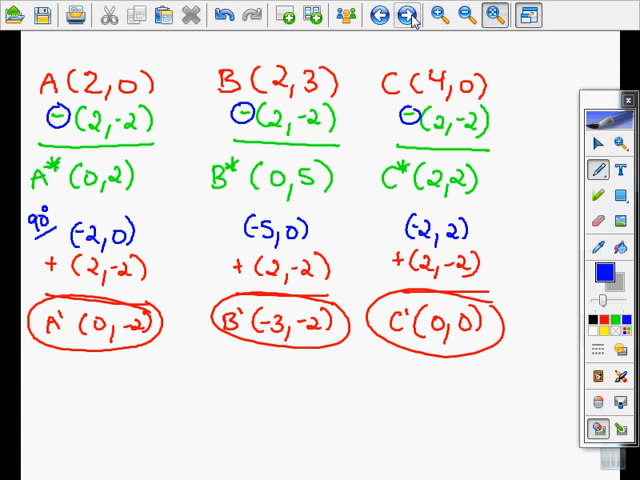 A(2,0) B(2,3) C(4,0)
-(2,-2) -(2,-2) -(2,-2)
A* (0,2) B* (0,5) C* (2,2)
90° (-2,0) (-5,0) (-2,2)
+ (2,-2) + (2,-2) +(2,-2)
A' (0,-2) B' (-3,-2) C' (0,0)
T